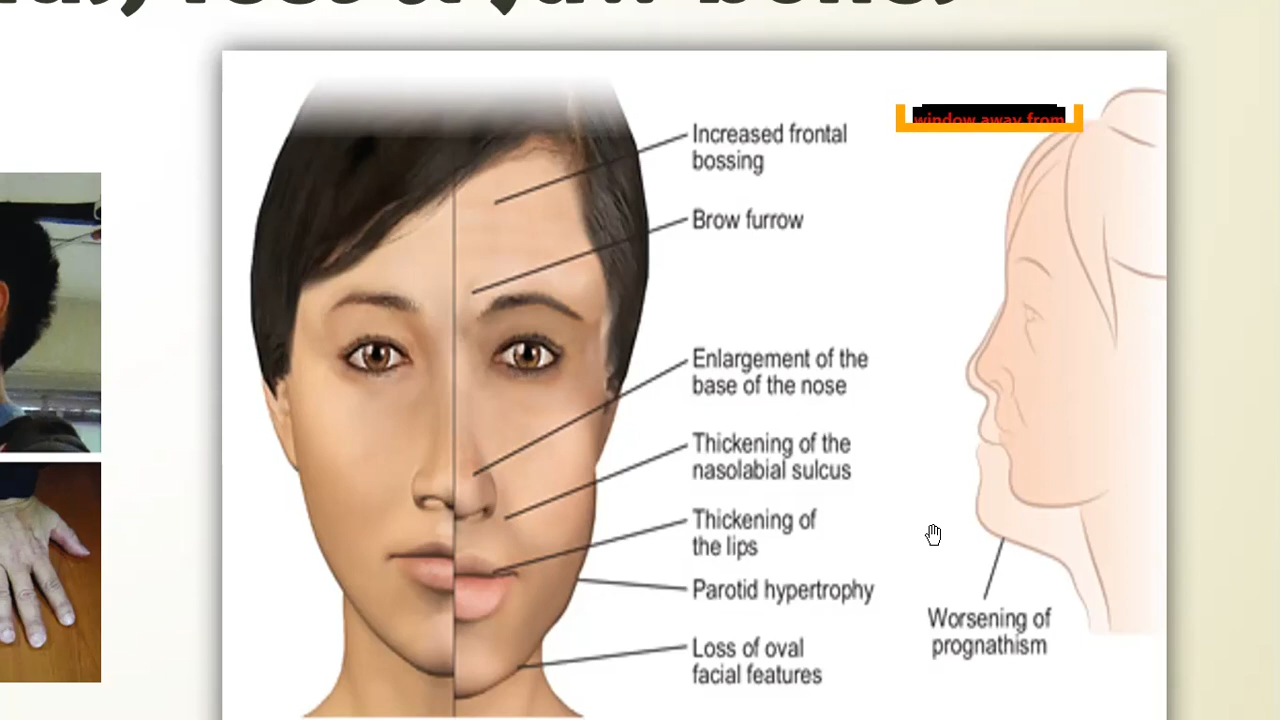 Increased frontal
bossing
window away from
Brow furrow
Enlargement of the
base of the nose
Thickening of the
nasolabial sulcus
Thickening of
the lips
Parotid hypertrophy
Worsening of
prognathism
Loss of oval
facial features